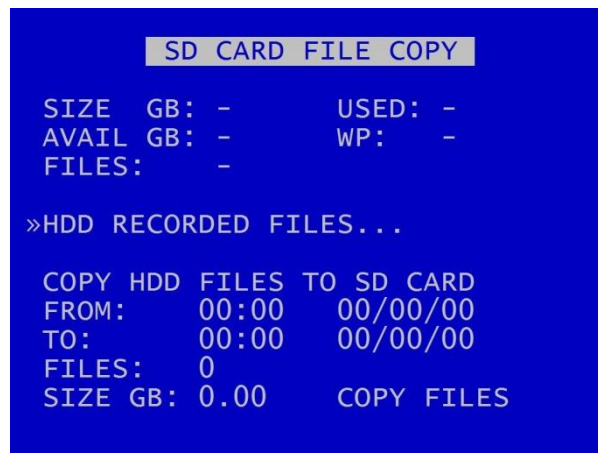 SD CARD FILE COPY
SIZE GB: - USED: -
AVAIL GB: - WP: -
FILES: -
»HDD RECORDED FILES...
COPY HDD FILES TO SD CARD
FROM: 00:00 00/00/00
TO: 00:00 00/00/00
FILES: 0
SIZE GB: 0.00 COPY FILES